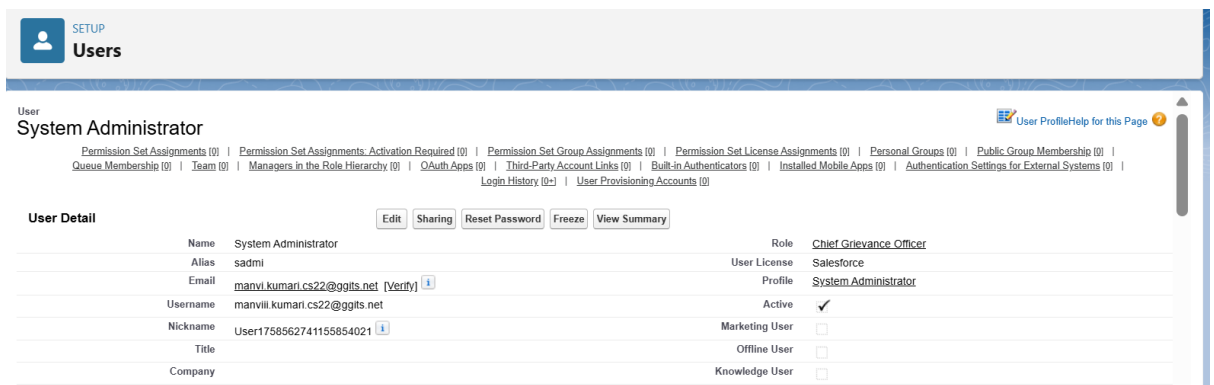 SETUP
Users
User
System Administrator
User Profile Help for this Page ?
Permission Set Assignments [0] | Permission Set Assignments: Activation Required [0] | Permission Set Group Assignments [0] | Permission Set License Assignments [0] | Personal Groups [0] | Public Group Membership [0] |
Queue Membership [0] | Team [0] | Managers in the Role Hierarchy [0] | OAuth Apps [0] | Third-Party Account Links [0] | Built-in Authenticators [0] | Installed Mobile Apps [0] | Authentication Settings for External Systems [0] |
Login History [0+] | User Provisioning Accounts [0]
User Detail Edit Sharing Reset Password Freeze View Summary
Name System Administrator Role Chief Grievance Officer
Alias sadmi User License Salesforce
Email manvi.kumari.cs22@ggits.net [Verify] i Profile System Administrator
Username manviii.kumari.cs22@ggits.net Active
Nickname User1758562741155854021 i Marketing User
Title Offline User
Company Knowledge User